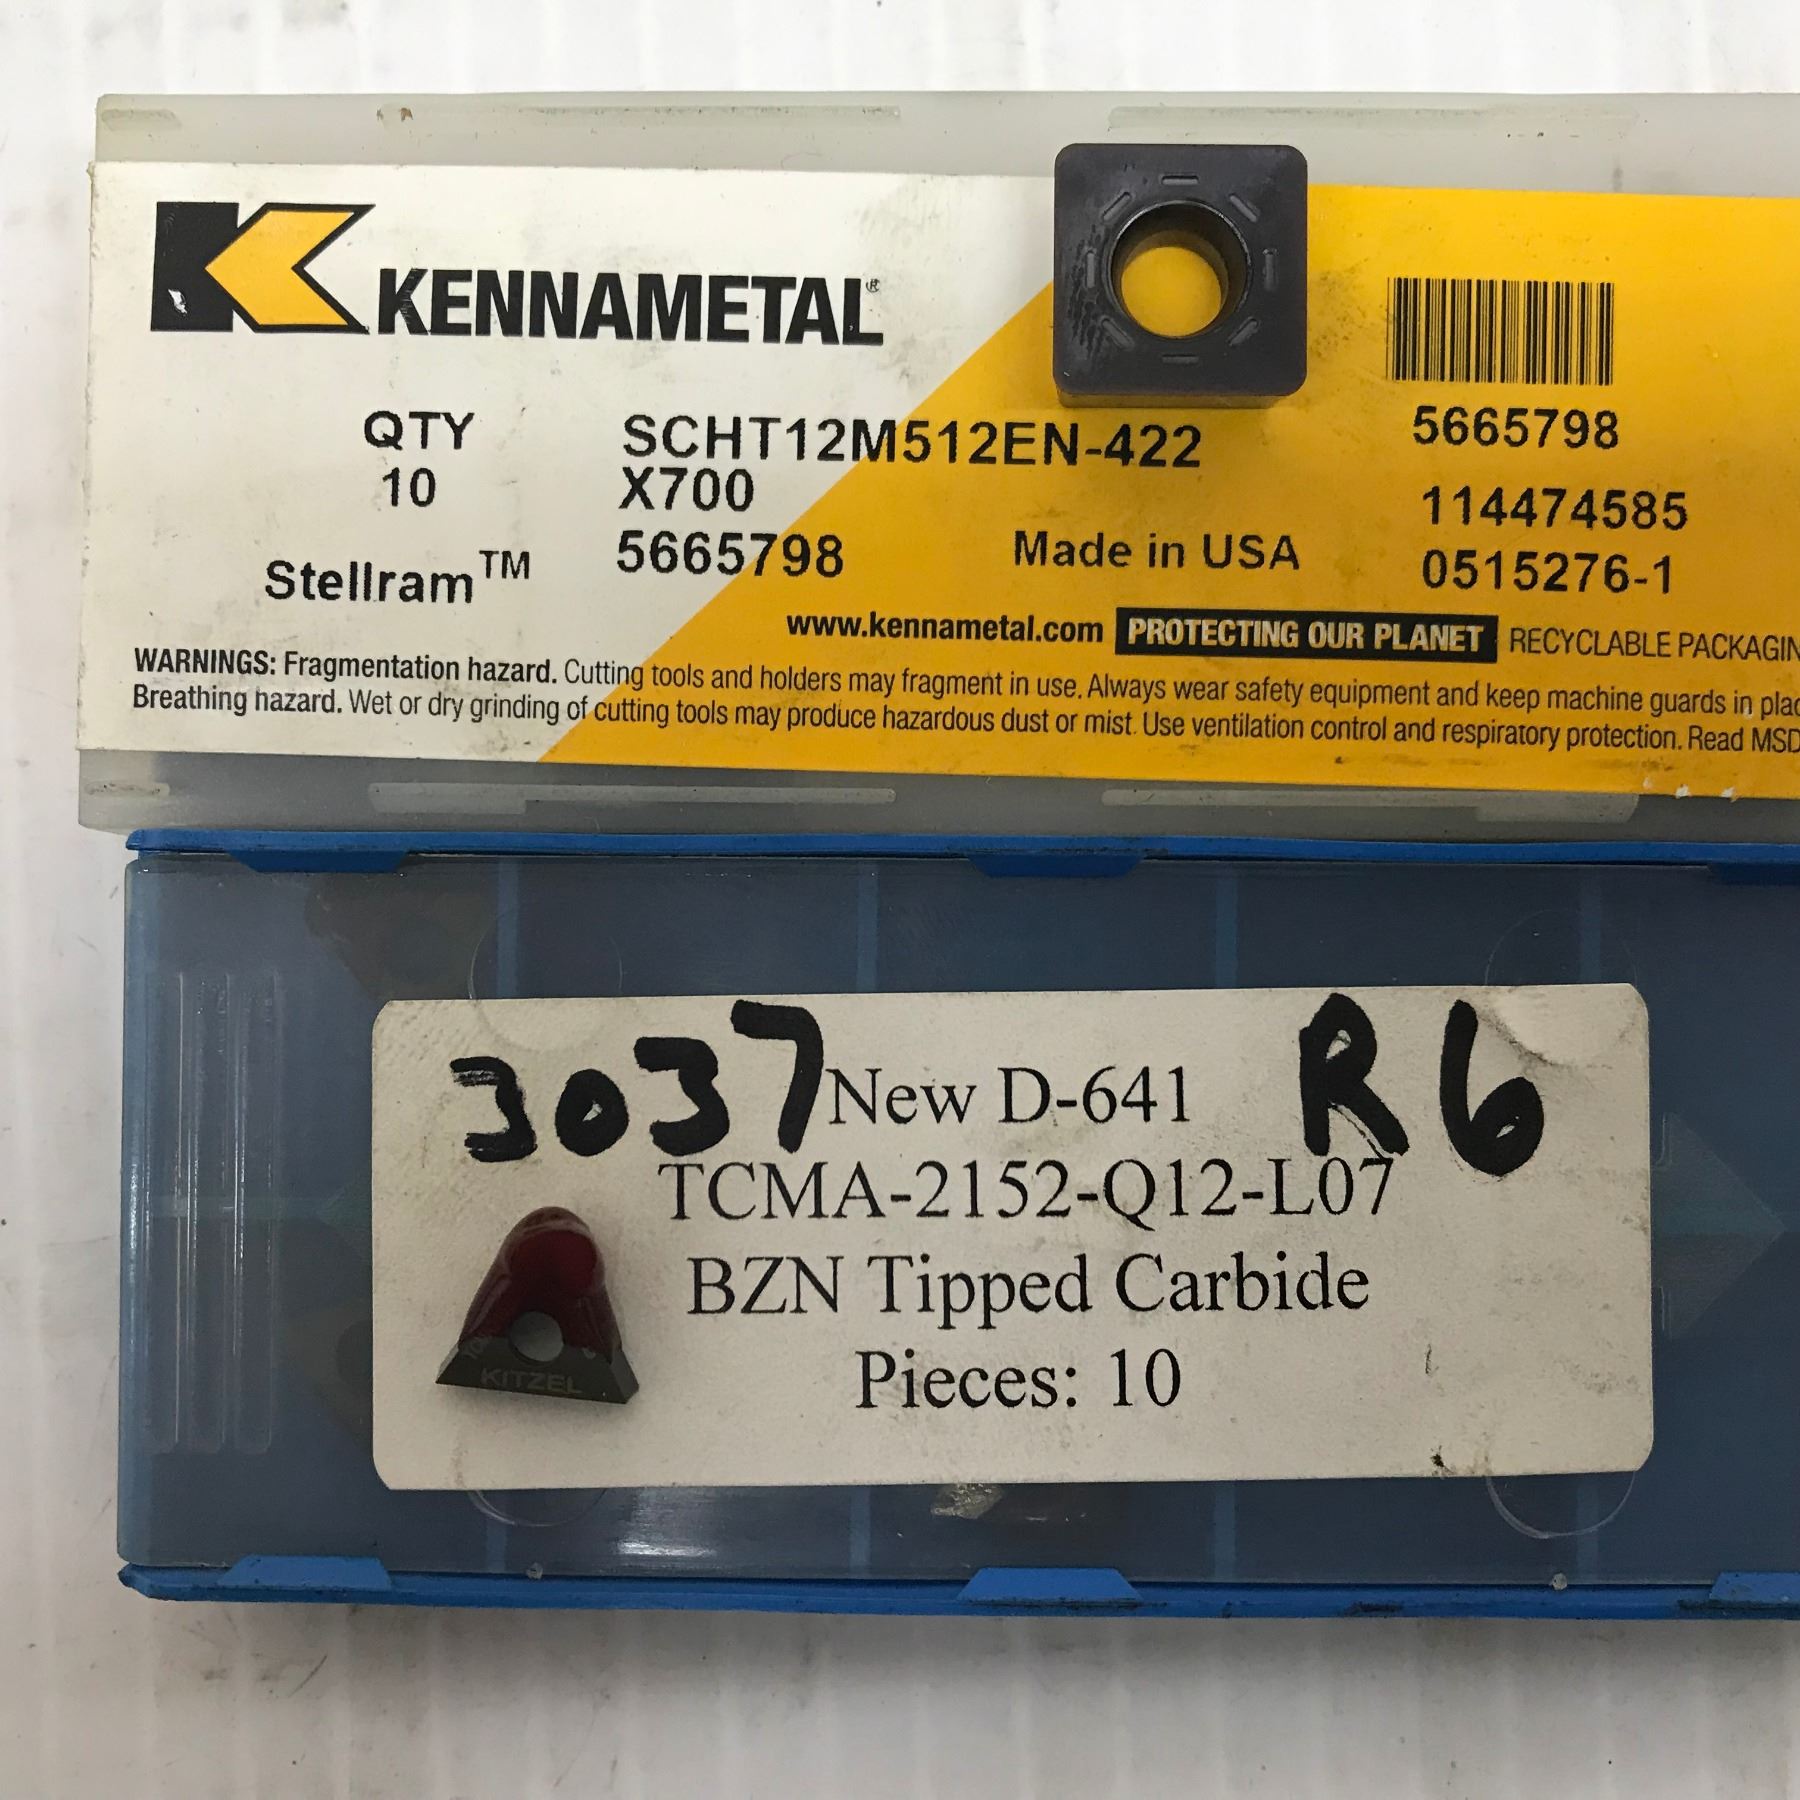 KENNAMETAL®
QTY SCHT12M512EN-422 5665798
10 X700 114474585
Stellram™ 5665798 Made in USA 0515276-1
www.kennametal.com PROTECTING OUR PLANET RECYCLABLE
WARNINGS: Fragmentation hazard. Cutting tools and holders may fragment in use. Always wear safety equipment and keep machine guards in
Breathing hazard. Wet or dry grinding of cutting tools may produce hazardous dust or mist. Use ventilation control and respiratory protection. Read
3037 New D-641 R6
TCMA-2152-Q12-L07
BZN Tipped Carbide
Pieces: 10
KITZEL